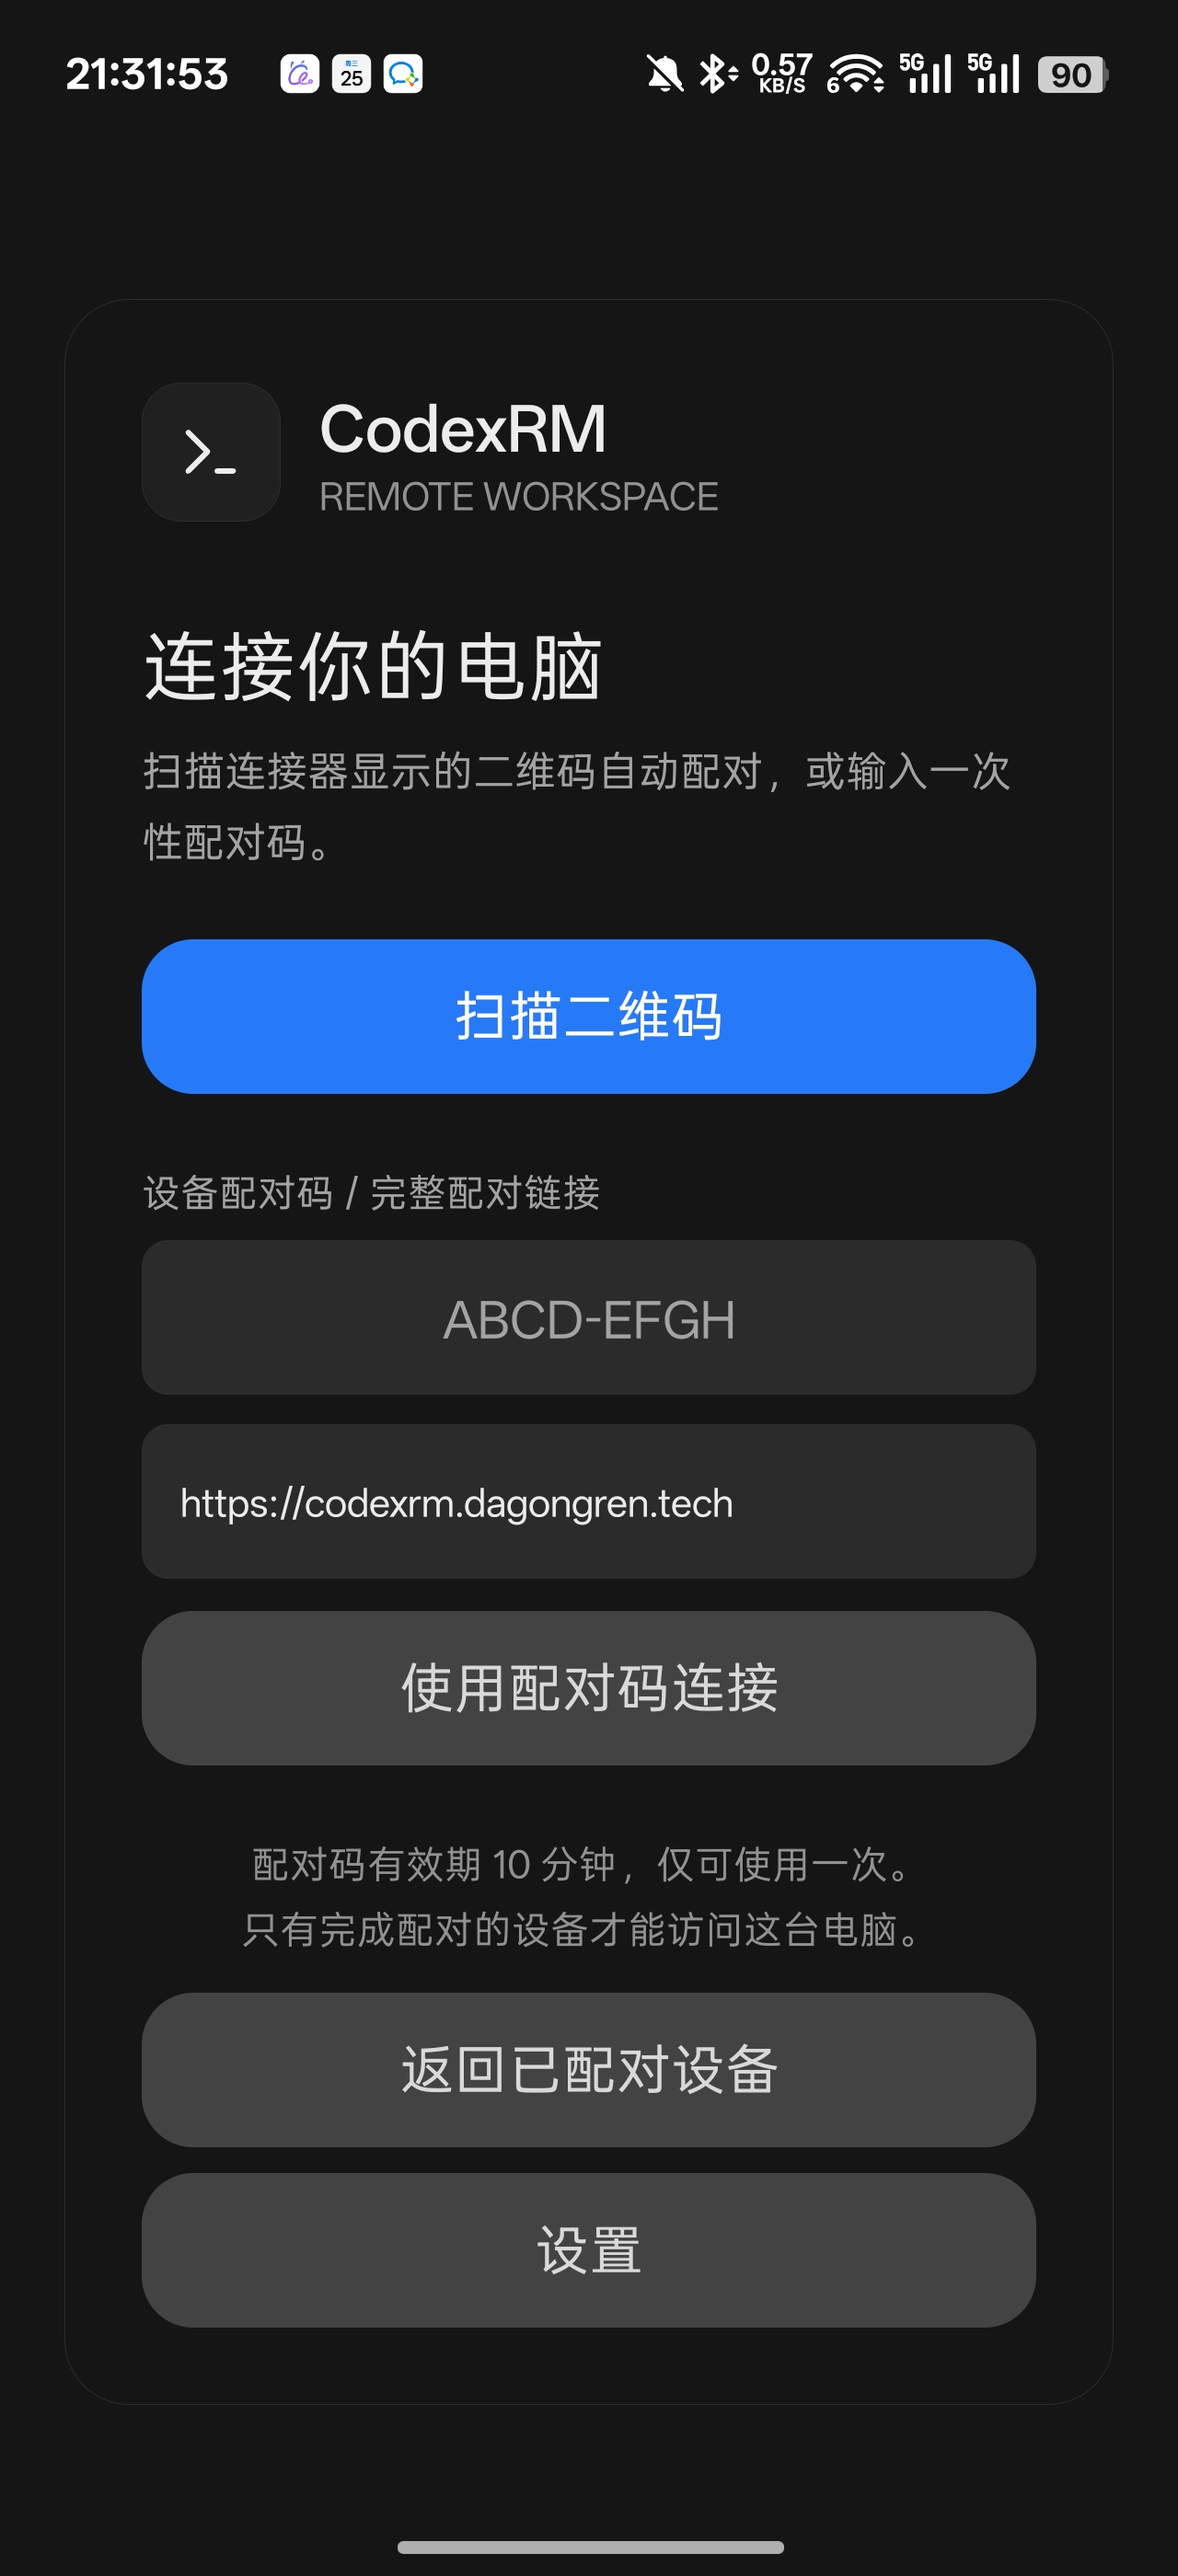 21:31:53
周三
25
0.57
KB/S
6
5G
5G
90
CodexRM
REMOTE WORKSPACE
连接你的电脑
扫描连接器显示的二维码自动配对，或输入一次
性配对码。
扫描二维码
设备配对码 / 完整配对链接
ABCD-EFGH
https://codexrm.dagongren.tech
使用配对码连接
配对码有效期 10 分钟，仅可使用一次。
只有完成配对的设备才能访问这台电脑。
返回已配对设备
设置